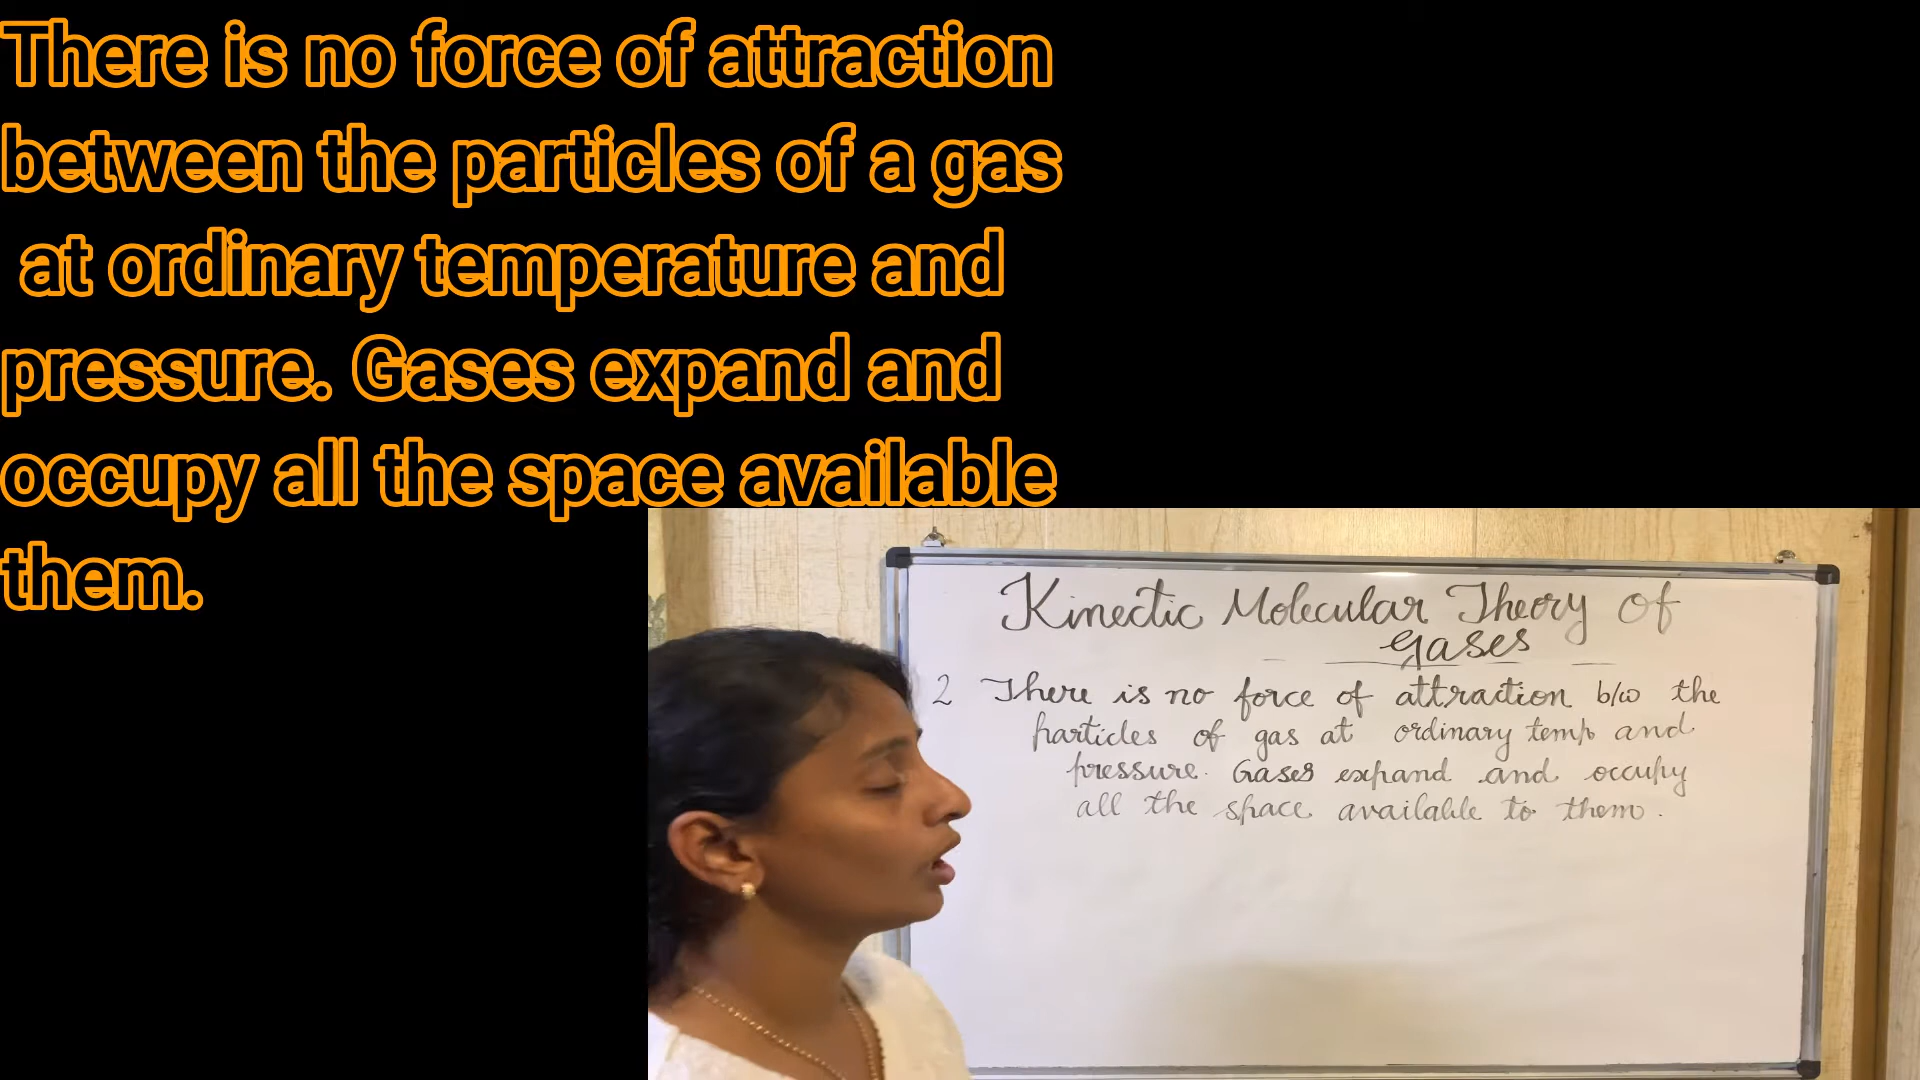 There is no force of attraction
between the particles of a gas
at ordinary temperature and
pressure. Gases expand and
occupy all the space available
them.
Kinectic Molecular Theory of
Gases
2 There is no force of attraction b/w the
particles of gas at ordinary temp and
pressure. Gases expand and occupy
all the space available to them.